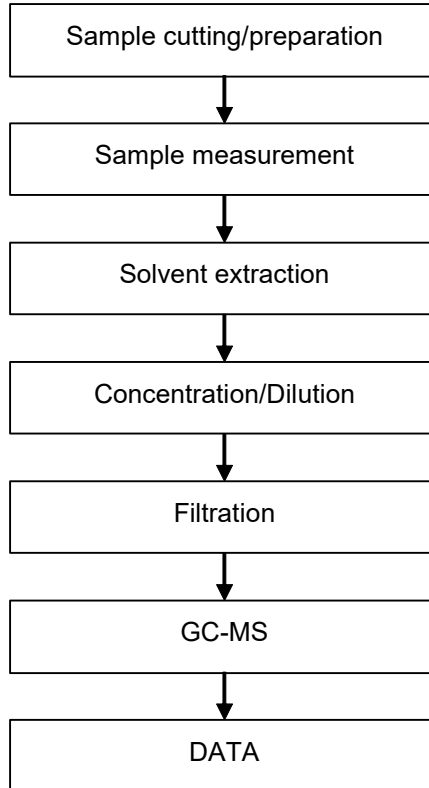 Sample cutting/preparation
Sample measurement
Solvent extraction
Concentration/Dilution
Filtration
GC-MS
DATA